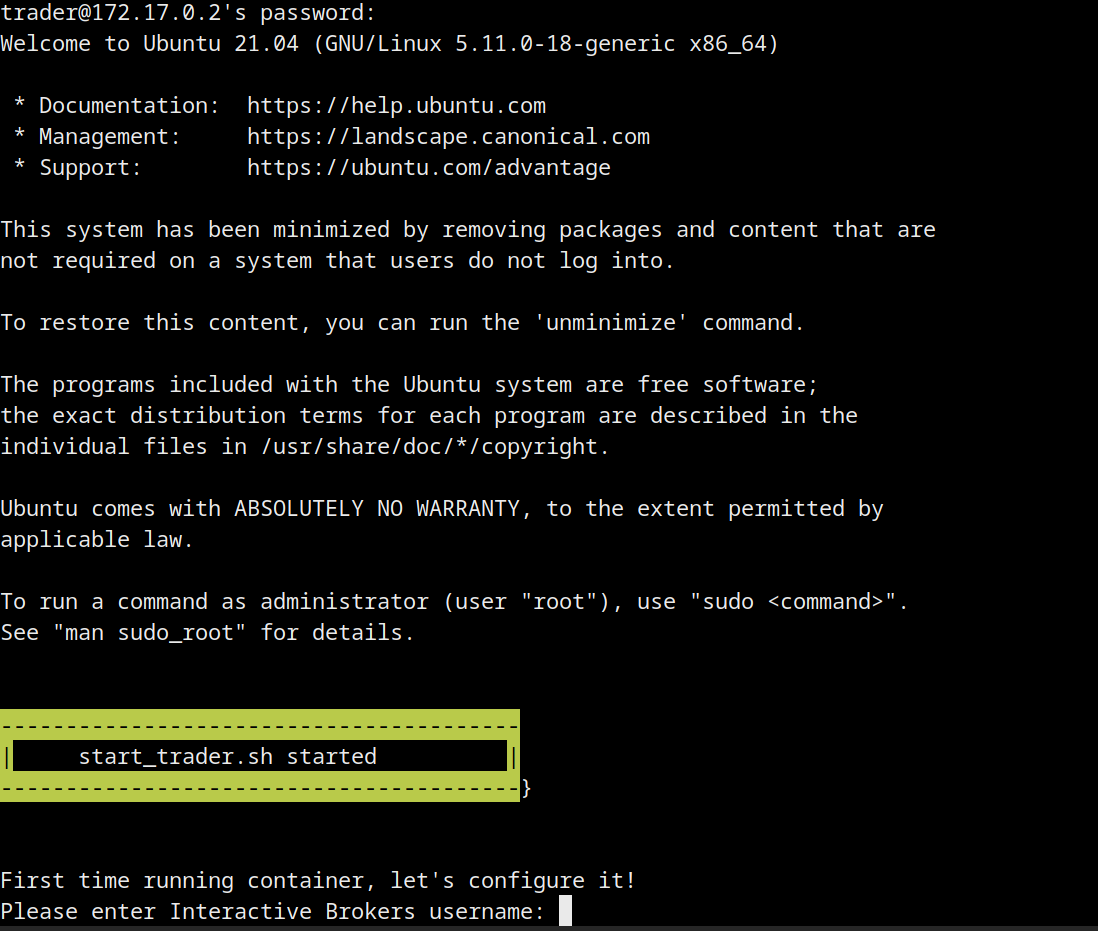 trader@172.17.0.2's password:
Welcome to Ubuntu 21.04 (GNU/Linux 5.11.0-18-generic x86_64)
 * Documentation:  https://help.ubuntu.com
 * Management:     https://landscape.canonical.com
 * Support:        https://ubuntu.com/advantage
This system has been minimized by removing packages and content that are
not required on a system that users do not log into.
To restore this content, you can run the 'unminimize' command.
The programs included with the Ubuntu system are free software;
the exact distribution terms for each program are described in the
individual files in /usr/share/doc/*/copyright.
Ubuntu comes with ABSOLUTELY NO WARRANTY, to the extent permitted by
applicable law.
To run a command as administrator (user "root"), use "sudo <command>".
See "man sudo_root" for details.
----------------------------------------
|     start_trader.sh started          |
----------------------------------------}
First time running container, let's configure it!
Please enter Interactive Brokers username: